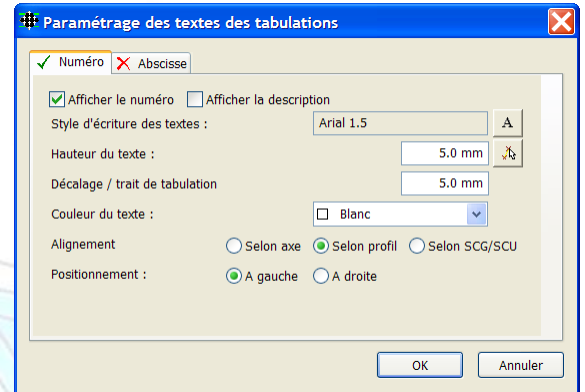 Paramétrage des textes des tabulations
Numéro Abscisse
Afficher le numéro Afficher la description
Style d'écriture des textes : Arial 1.5 A
Hauteur du texte : 5.0 mm
Décalage / trait de tabulation 5.0 mm
Couleur du texte : Blanc
Alignement Selon axe Selon profil Selon SCG/SCU
Positionnement : A gauche A droite
OK Annuler